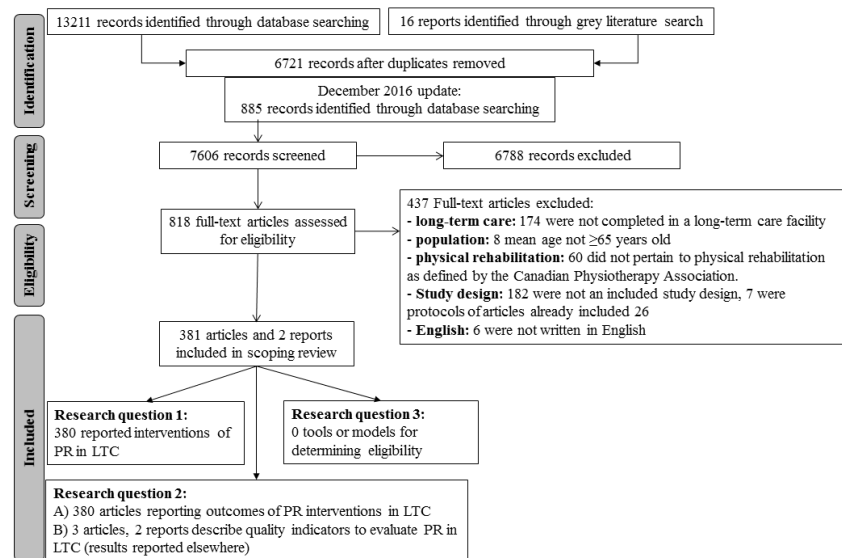 13211 records identified through database searching
16 reports identified through grey literature search
6721 records after duplicates removed
December 2016 update:
885 records identified through database searching
Identification
7606 records screened
6788 records excluded
Screening
818 full-text articles assessed
for eligibility
437 Full-text articles excluded:
- long-term care: 174 were not completed in a long-term care facility
- population: 8 mean age not ≥65 years old
- physical rehabilitation: 60 did not pertain to physical rehabilitation
as defined by the Canadian Physiotherapy Association.
- Study design: 182 were not an included study design, 7 were
protocols of articles already included 26
- English: 6 were not written in English
Eligibility
381 articles and 2 reports
included in scoping review
Included
Research question 1:
380 reported interventions of
PR in LTC
Research question 3:
0 tools or models for
determining eligibility
Research question 2:
A) 380 articles reporting outcomes of PR interventions in LTC
B) 3 articles, 2 reports describe quality indicators to evaluate PR in
LTC (results reported elsewhere)